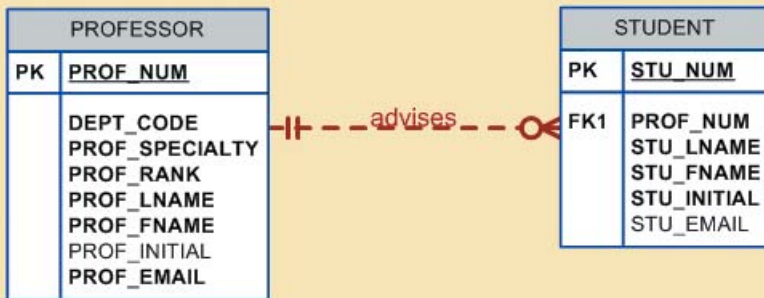 PROFESSOR
PK PROF_NUM
DEPT_CODE
PROF_SPECIALTY
PROF_RANK
PROF_LNAME
PROF_FNAME
PROF_INITIAL
PROF_EMAIL
advises
STUDENT
PK STU_NUM
FK1 PROF_NUM
STU_LNAME
STU_FNAME
STU_INITIAL
STU_EMAIL